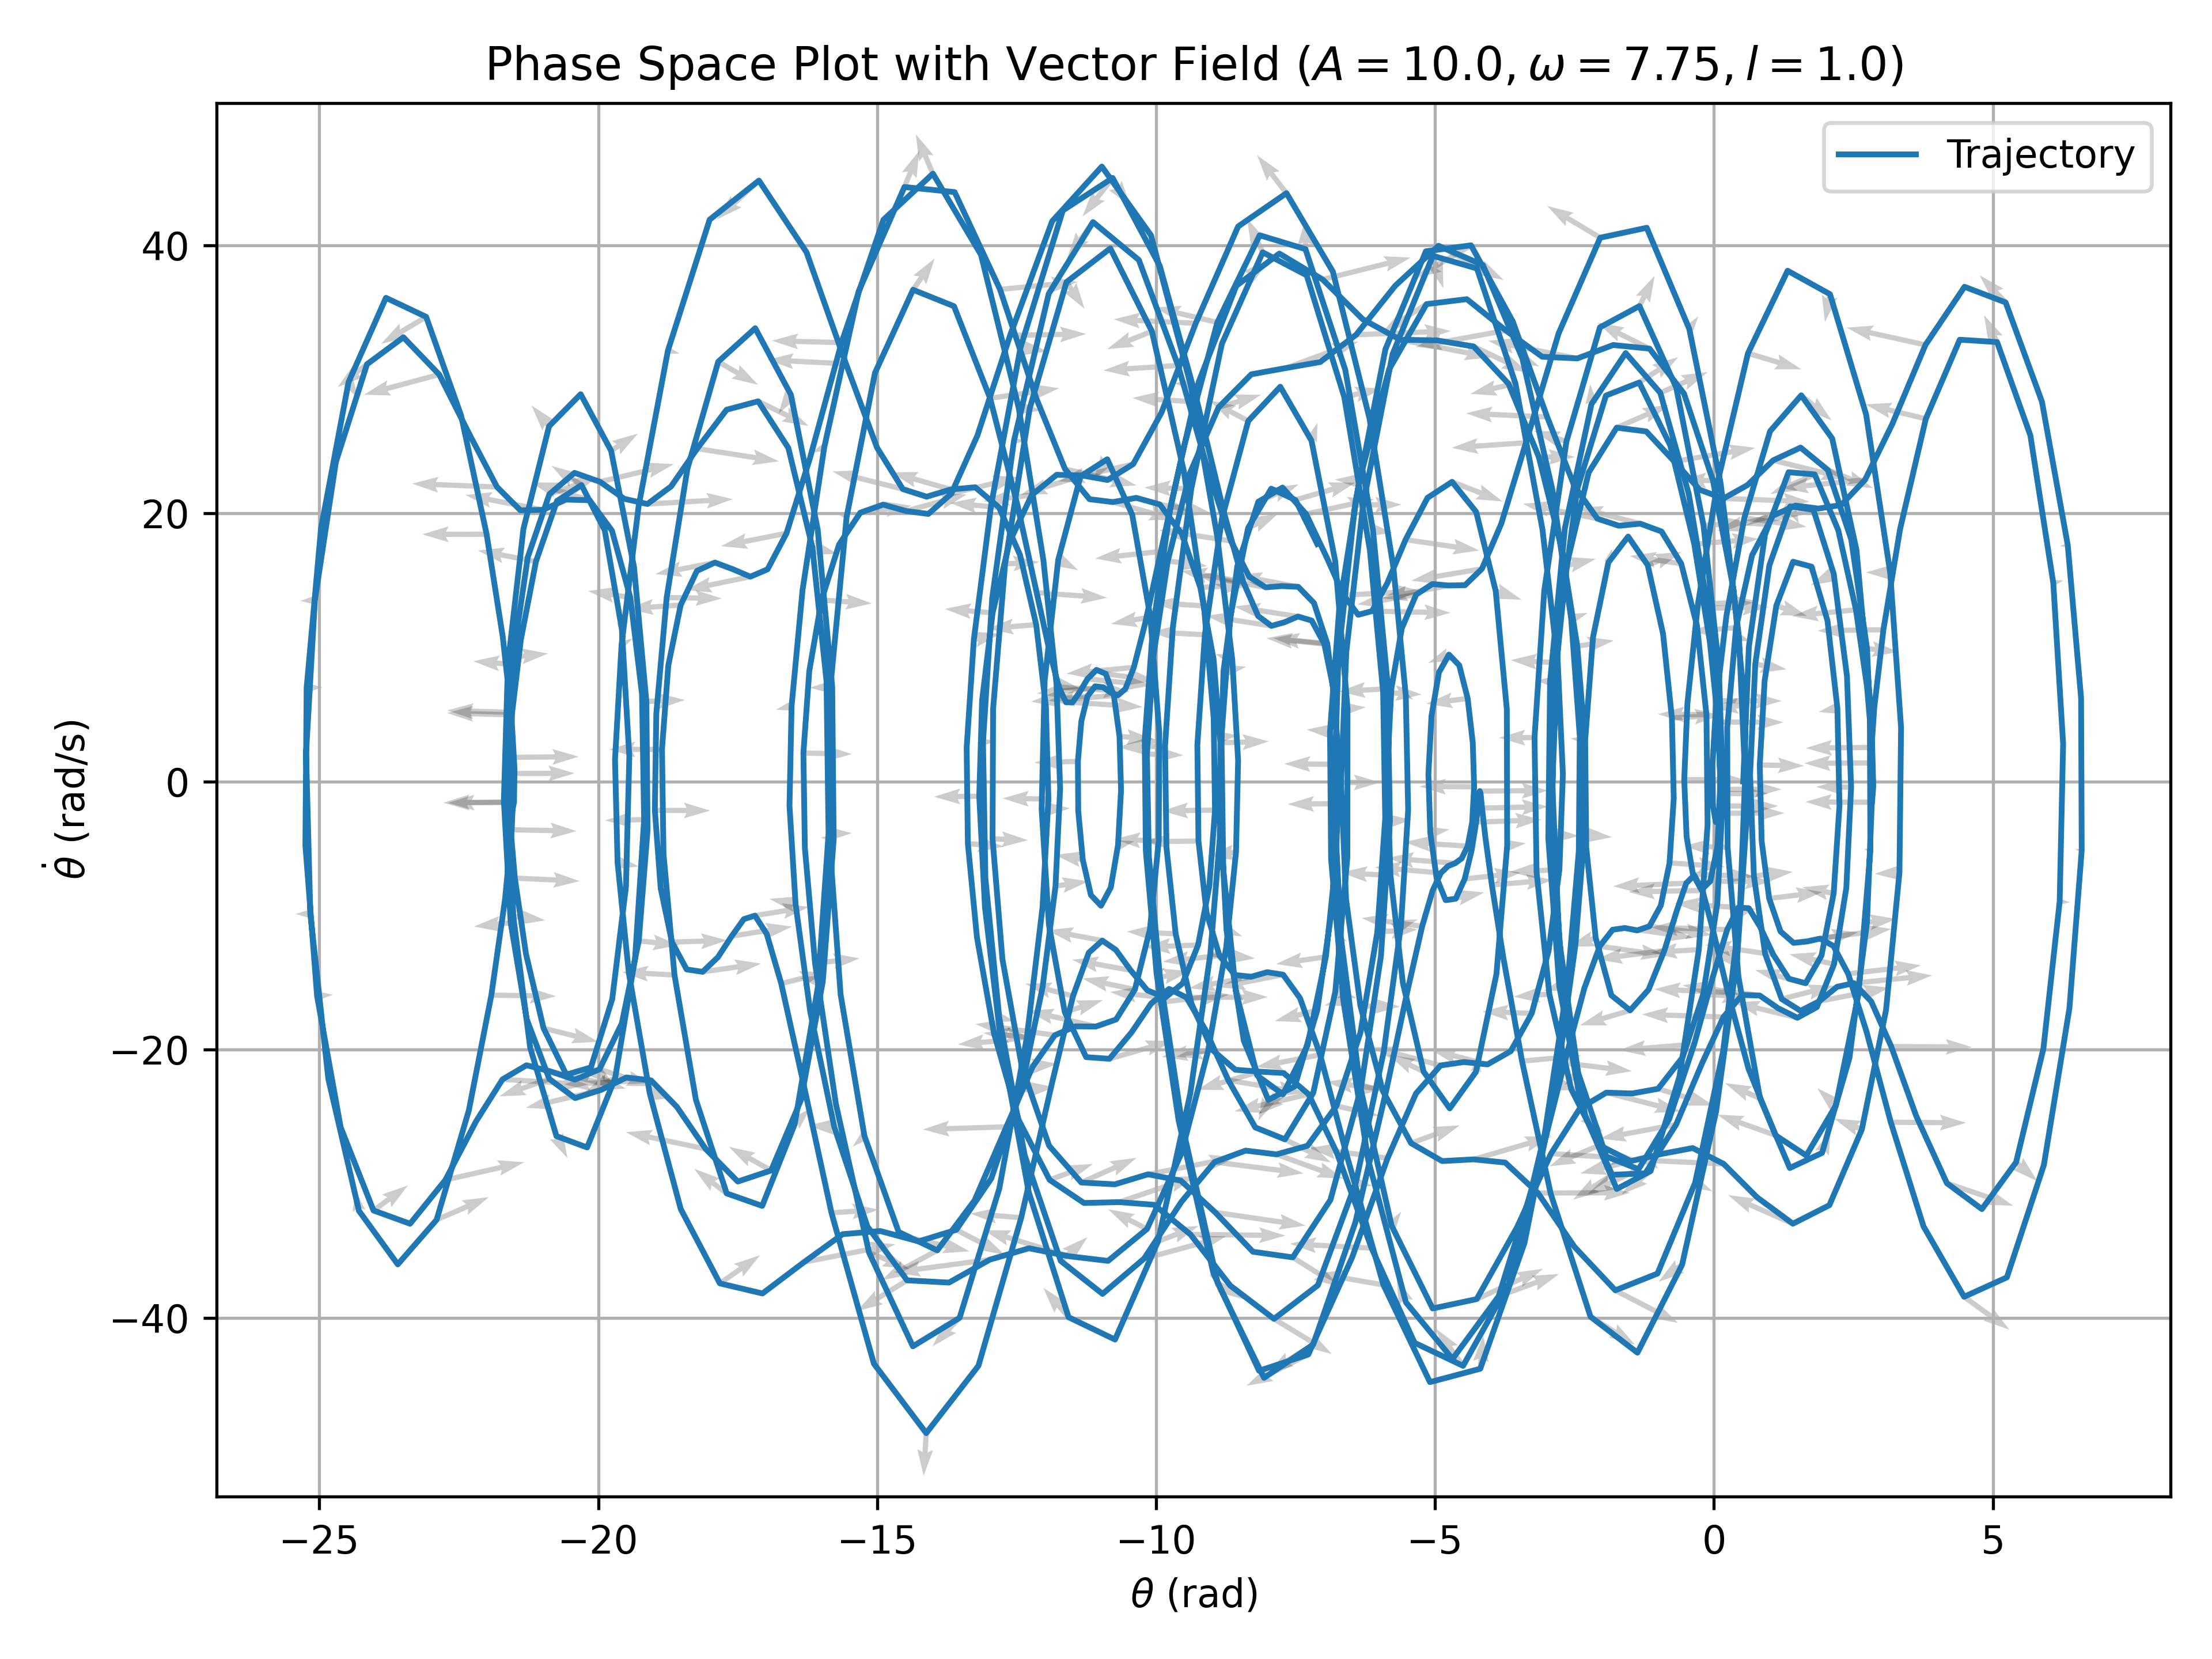 Phase Space Plot with Vector Field (A = 10.0, ω = 7.75, l = 1.0)
Trajectory
40
20
0
−20
−40
θ̇ (rad/s)
−25 −20 −15 −10 −5 0 5
θ (rad)